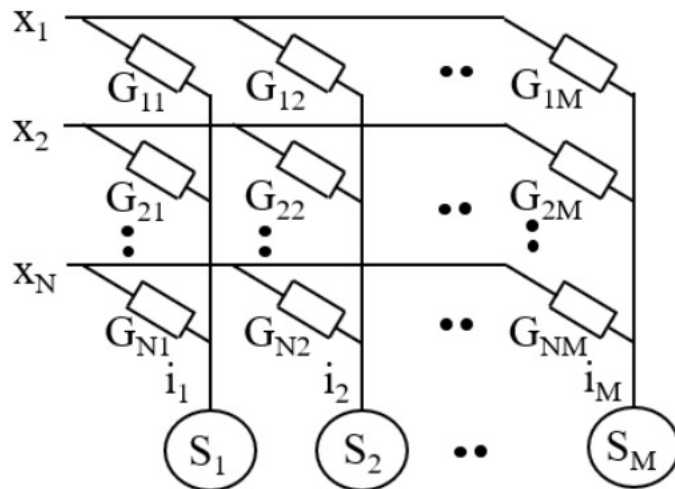 x1
G11 G12 G1M
x2
G21 G22 G2M
xN
GN1 GN2 GNM
i1 i2 iM
S1 S2 SM